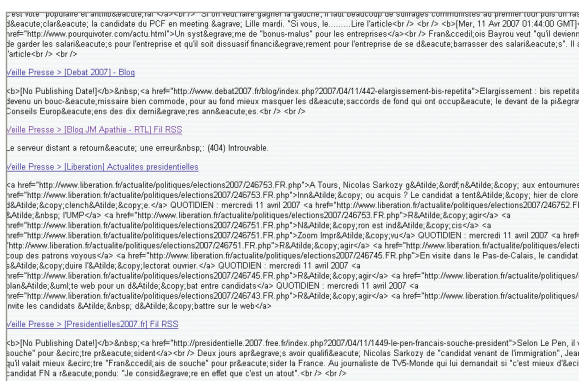 c'est vote "populaire et antilib&eacute;ral"</a><br /> Si on veut faire gagner la gauche, il faut beaucoup de suffrages communistes au premier tour puis un ras
&eacute;clar&eacute; la candidate du PCF en meeting &agrave; Lille mardi. "Si vous, le.........Lire l'article<br /> <br /> <b>[Mer, 11 Avr 2007 01:44:00 GMT]<
href="http://www.pourquivoter.com/actu.html">Un syst&egrave;me de "bonus-malus" pour les entreprises</a><br /> Fran&ccedil;ois Bayrou veut "qu'il devienn
de garder les salari&eacute;s pour l'entreprise et qu'il soit dissuasif financi&egrave;rement pour l'entreprise de se d&eacute;barrasser des salari&eacute;s". Il a
'article<br /> <br />
Veille Presse > [Debat 2007] - Blog
<b>[No Publishing Date!]</b>&nbsp;<a href="http://www.debat2007.fr/blog/index.php?2007/04/11/442-elargissement-bis-repetita">Elargissement : bis repetita
devenu un bouc-&eacute;missaire bien commode, pour au fond mieux masquer les d&eacute;saccords de fond qui ont occup&eacute; le devant de la pi&egra
Conseils Europ&eacute;ens des dix derni&egrave;res ann&eacute;es.<br /> <br />
Veille Presse > [Blog JM Apathie - RTL] Fil RSS
Le serveur distant a retourn&eacute; une erreur&nbsp;: (404) Introuvable.
Veille Presse > [Liberation] Actualites presidentielles
<a href="http://www.liberation.fr/actualite/politiques/elections2007/246753.FR.php">A Tours, Nicolas Sarkozy g&Atilde;&ordf;n&Atilde;&copy; aux entournures
href="http://www.liberation.fr/actualite/politiques/elections2007/246753.FR.php">Inn&Atilde;&copy; ou acquis ? Le candidat a tent&Atilde;&copy; hier de clore
d&Atilde;&copy;clench&Atilde;&copy;e.</a> QUOTIDIEN : mercredi 11 avril 2007 <a href="http://www.liberation.fr/actualite/politiques/elections2007/246752.F
&Atilde;&nbsp; l'UMP</a> <a href="http://www.liberation.fr/actualite/politiques/elections2007/246753.FR.php">R&Atilde;&copy;agir</a> <a
href="http://www.liberation.fr/actualite/politiques/elections2007/246751.FR.php">N&Atilde;&copy; ou pas est ind&Atilde;&copy;cis</a> <a
href="http://www.liberation.fr/actualite/politiques/elections2007/246751.FR.php">Zoom Impr&Atilde;&copy;vu</a> QUOTIDIEN : mercredi 11 avril 2007 <a href=
"http://www.liberation.fr/actualite/politiques/elections2007/246751.FR.php">R&Atilde;&copy;agir</a> <a href="http://www.liberation.fr/actualite/politiques/electi
coup des patrons voyous</a> <a href="http://www.liberation.fr/actualite/politiques/elections2007/246745.FR.php">En visite dans le Pas-de-Calais, le candidat
s&Atilde;&copy;duire l'&Atilde;&copy;lectorat ouvrier.</a> QUOTIDIEN : mercredi 11 avril 2007 <a
href="http://www.liberation.fr/actualite/politiques/elections2007/246745.FR.php">R&Atilde;&copy;agir</a> <a href="http://www.liberation.fr/actualite/politiques/
plan&Atilde;&uml;te web pour un d&Atilde;&copy;bat entre candidats</a> QUOTIDIEN : mercredi 11 avril 2007 <a
href="http://www.liberation.fr/actualite/politiques/elections2007/246743.FR.php">R&Atilde;&copy;agir</a> <a href="http://www.liberation.fr/actualite/politiques/
invite les candidats &Atilde;&nbsp; d&Atilde;&copy;battre sur le web</a>
Veille Presse > [Presidentielles2007.fr] Fil RSS
<b>[No Publishing Date!]</b>&nbsp;<a href="http://presidentielle.2007.free.fr/index.php?2007/04/11/1449-le-pen-francais-souche-president">Selon Le Pen, il v
souche" pour &ecirc;tre pr&eacute;sident</a><br /> Deux jours apr&egrave;s avoir qualifi&eacute; Nicolas Sarkozy de "candidat venant de l'immigration", Jean
qu'il valait mieux &ecirc;tre "Fran&ccedil;ais de souche" pour pr&eacute;sider la France. Au journaliste de TV5-Monde qui lui demandait si "c'est mieux d'&eci
candidat FN a r&eacute;pondu: "Je consid&egrave;re en effet que c'est un atout".<br /> <br />